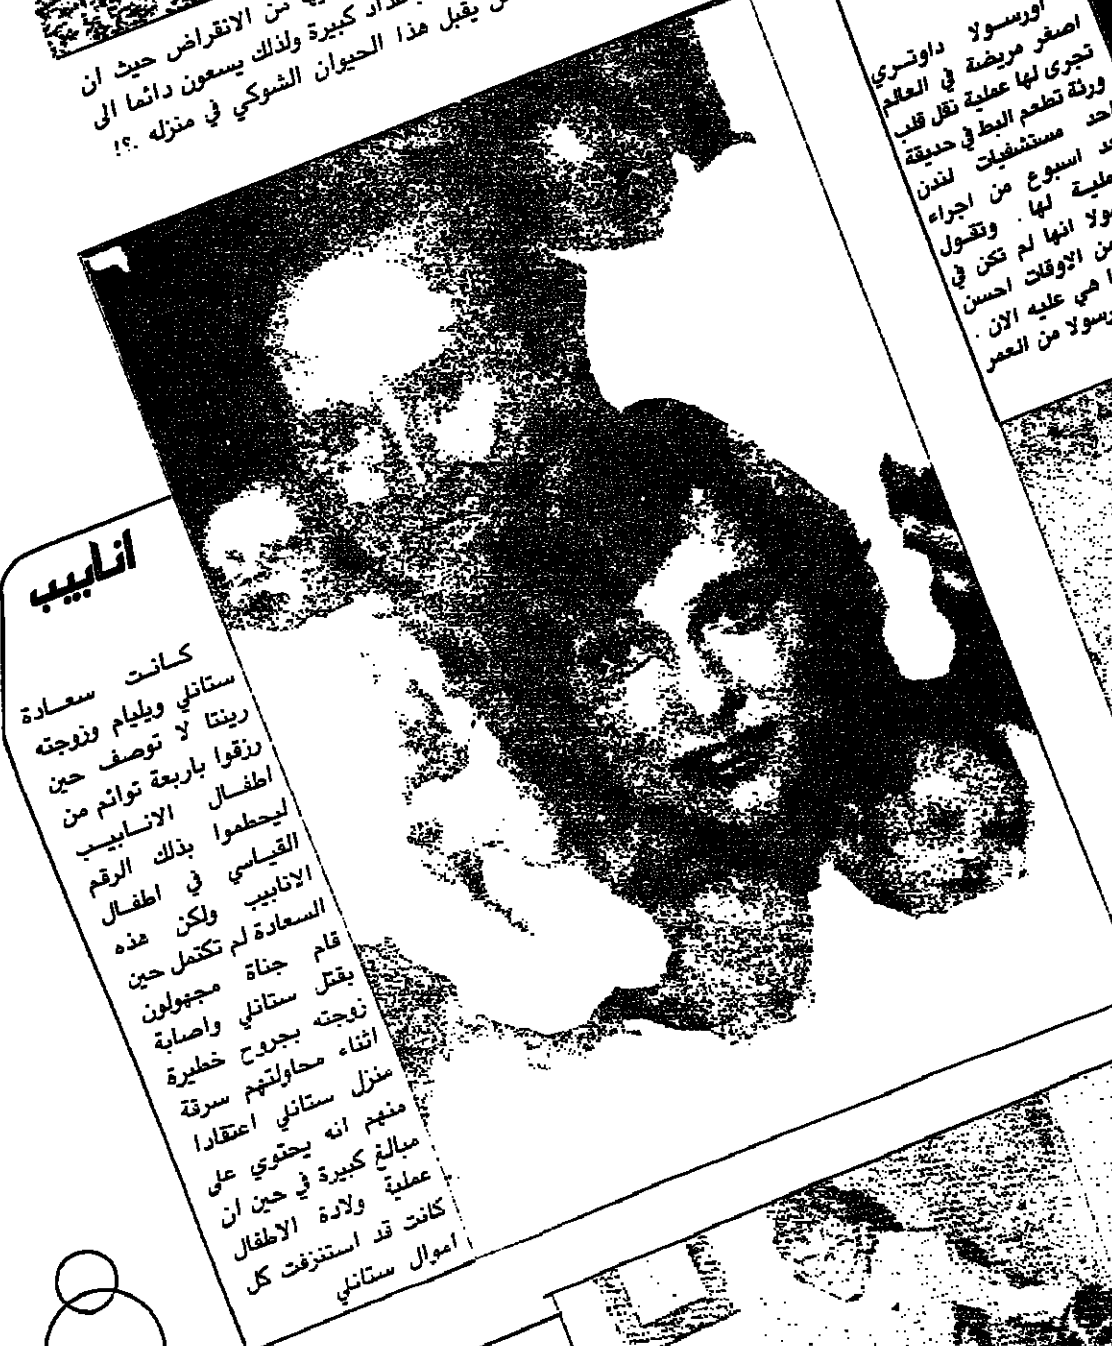 من الانقراض حيث ان
كبيرة ولذلك يسعون دائما الى
يقبل هذا الحيوان الشوكي في منزله ؟!
اورسولا داوتري
اصغر مريضة في العالم
تجرى لها عملية نقل قلب
ورئة تطعم البط في حديقة
مستشفيات لندن
اسبوع من اجراء
لها . وتقول
انها لم تكن في
الاوقات احسن
هي عليه الان .
من العمر
انابيب
كانت سعادة
ستانلي ويليام وزوجته
رينتا لا توصف حين
رزقوا باربعة توائم من
اطفال الانابيب
ليحطموا بذلك الرقم
القياسي في اطفال
الانابيب ولكن هذه
السعادة لم تكتمل حين
قام جناة مجهولون
بقتل ستانلي واصابة
زوجته بجروح خطيرة
اثناء محاولتهم سرقة
منزل ستانلي اعتقادا
منهم انه يحتوي على
مبالغ كبيرة في حين ان
عملية ولادة الاطفال
كانت قد استنزفت كل
اموال ستانلي